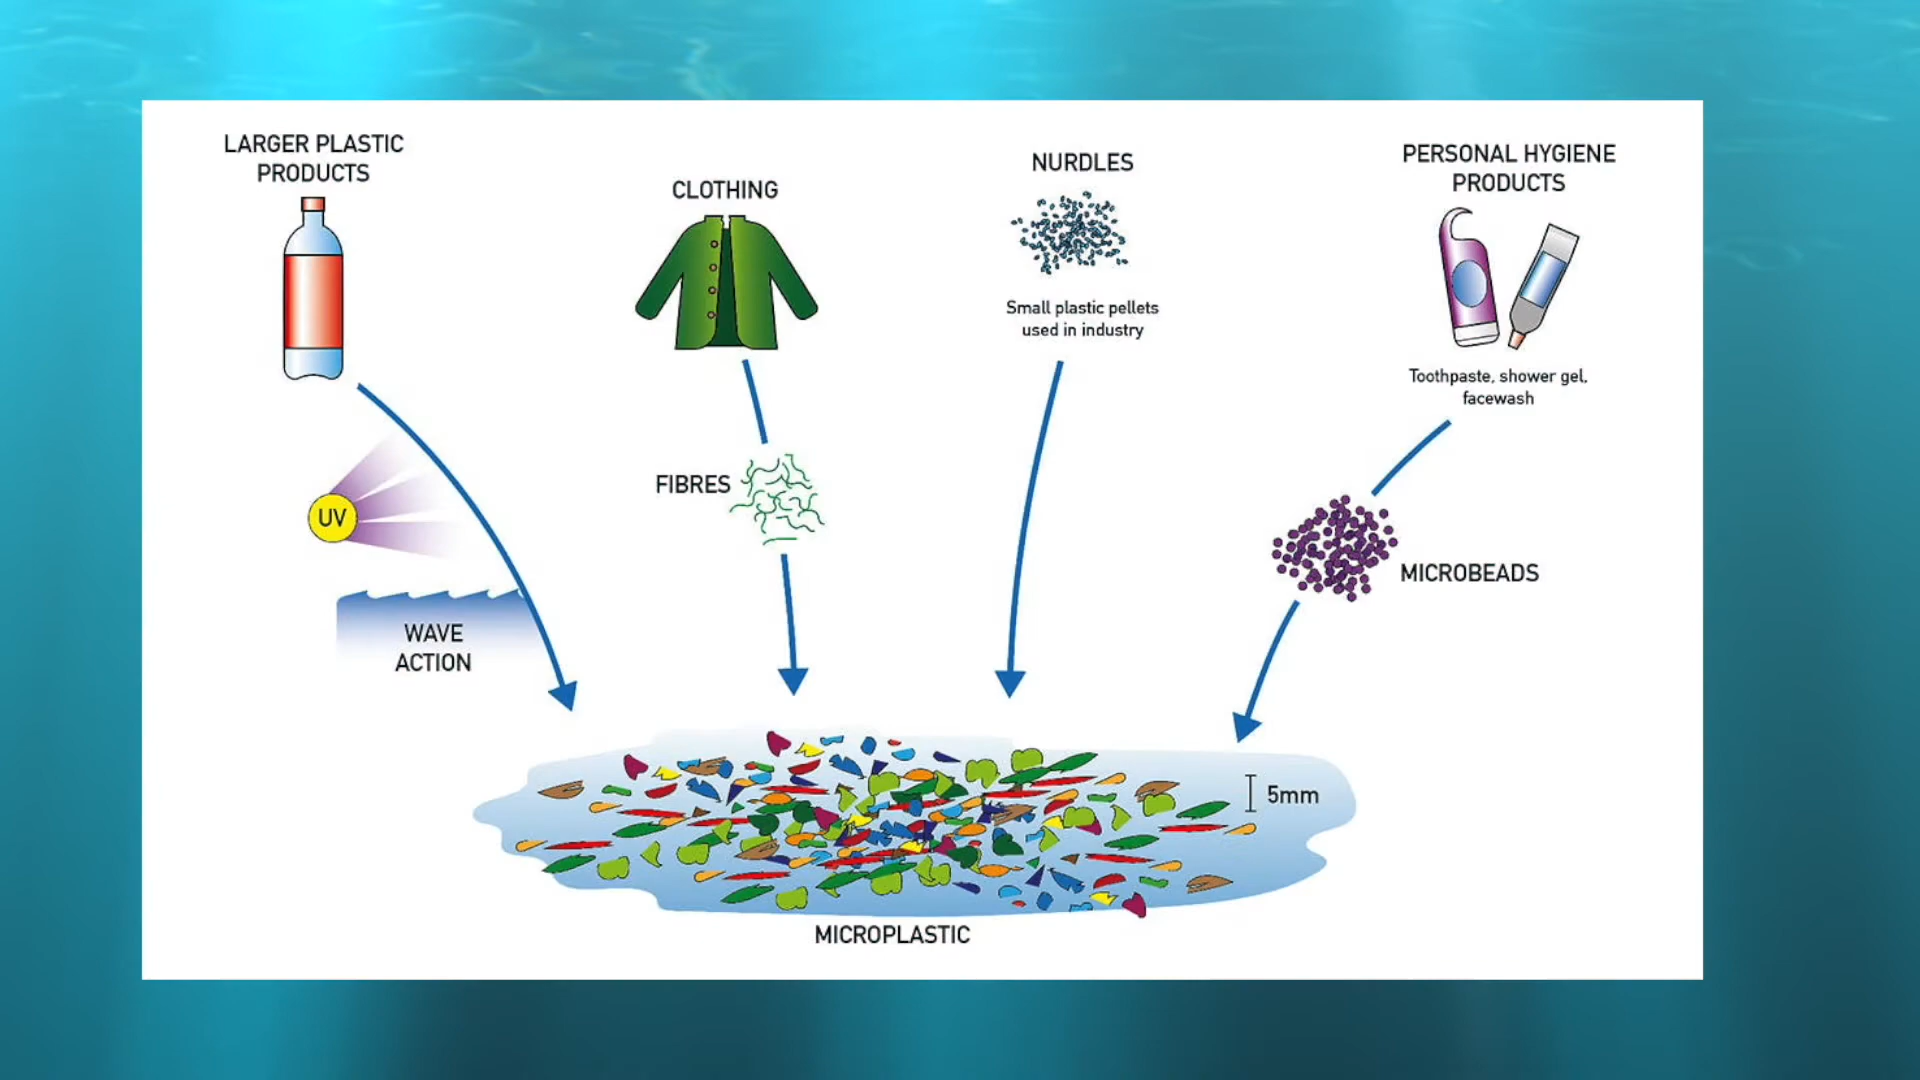 LARGER PLASTIC
PRODUCTS
CLOTHING
NURDLES
Small plastic pellets
used in industry
PERSONAL HYGIENE
PRODUCTS
Toothpaste, shower gel,
facewash
UV
WAVE
ACTION
FIBRES
MICROBEADS
5mm
MICROPLASTIC